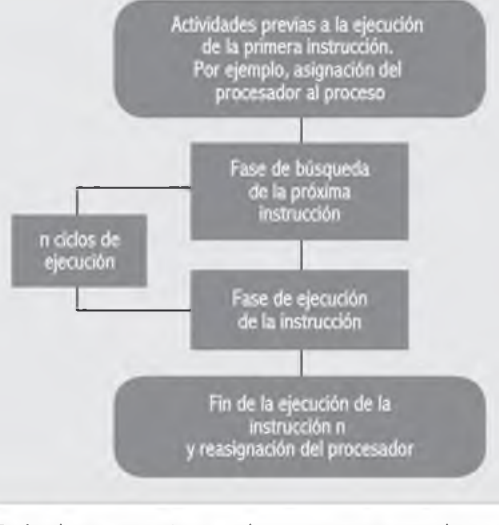 Actividades previas a la ejecución
de la primera instrucción.
Por ejemplo, asignación del
procesador al proceso
Fase de búsqueda
de la próxima
instrucción
n ciclos de
ejecución
Fase de ejecución
de la instrucción
Fin de la ejecución de la
instrucción n
y reasignación del procesador